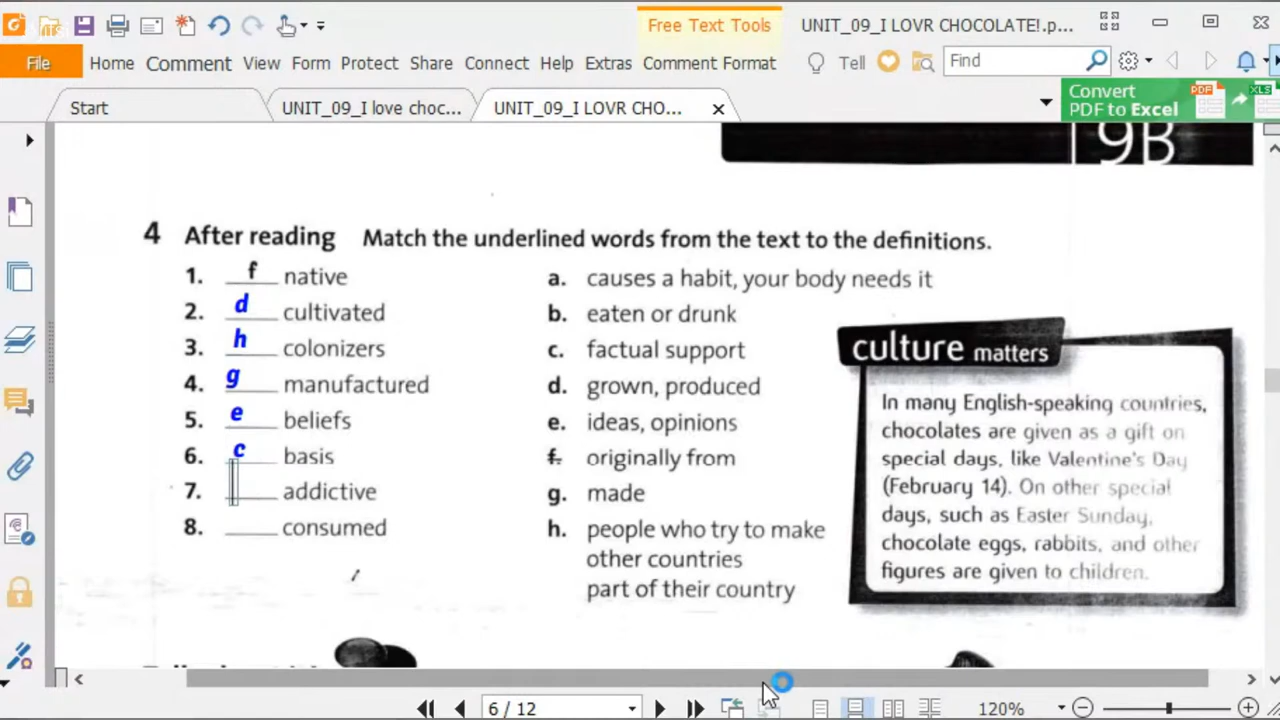 Free Text Tools
UNIT_09_I LOVR CHOCOLATE!.p...
File Home Comment View Form Protect Share Connect Help Extras Comment Format Tell Find
Convert PDF to Excel
PDF XLS
Start UNIT_09_I love choc... UNIT_09_I LOVR CHO...
9B
4 After reading Match the underlined words from the text to the definitions.
1. f native
2. d cultivated
3. h colonizers
4. g manufactured
5. e beliefs
6. c basis
7. addictive
8. consumed
a. causes a habit, your body needs it
b. eaten or drunk
c. factual support
d. grown, produced
e. ideas, opinions
f. originally from
g. made
h. people who try to make
other countries
part of their country
culture matters
In many English-speaking countries,
chocolates are given as a gift on
special days, like Valentine's Day
(February 14). On other special
days, such as Easter Sunday,
chocolate eggs, rabbits, and other
figures are given to children.
6 / 12
120%